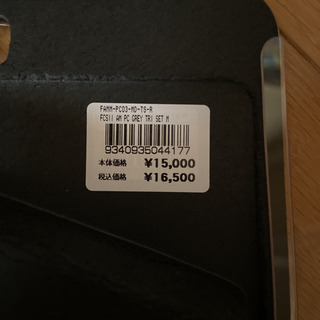 FAMM-PC03-MD-TS-R
FCSII AM PC GREY TRI SET M
9340935044177
本体価格 ¥15,000
税込価格 ¥16,500